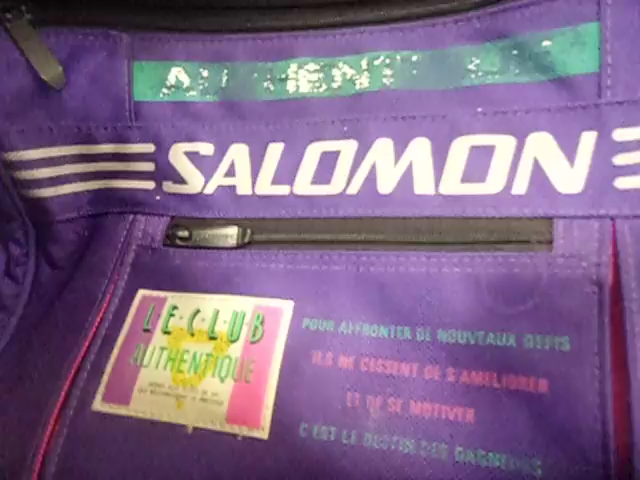 SALOMON
LE CLUB
AUTHENTIQUE
POUR AFFRONTER DE NOUVEAUX DEFIS
ILS NE CESSENT DE S'AMELIORER
ET DE SE MOTIVER
C'EST LE DESTIN DES GAGNEURS